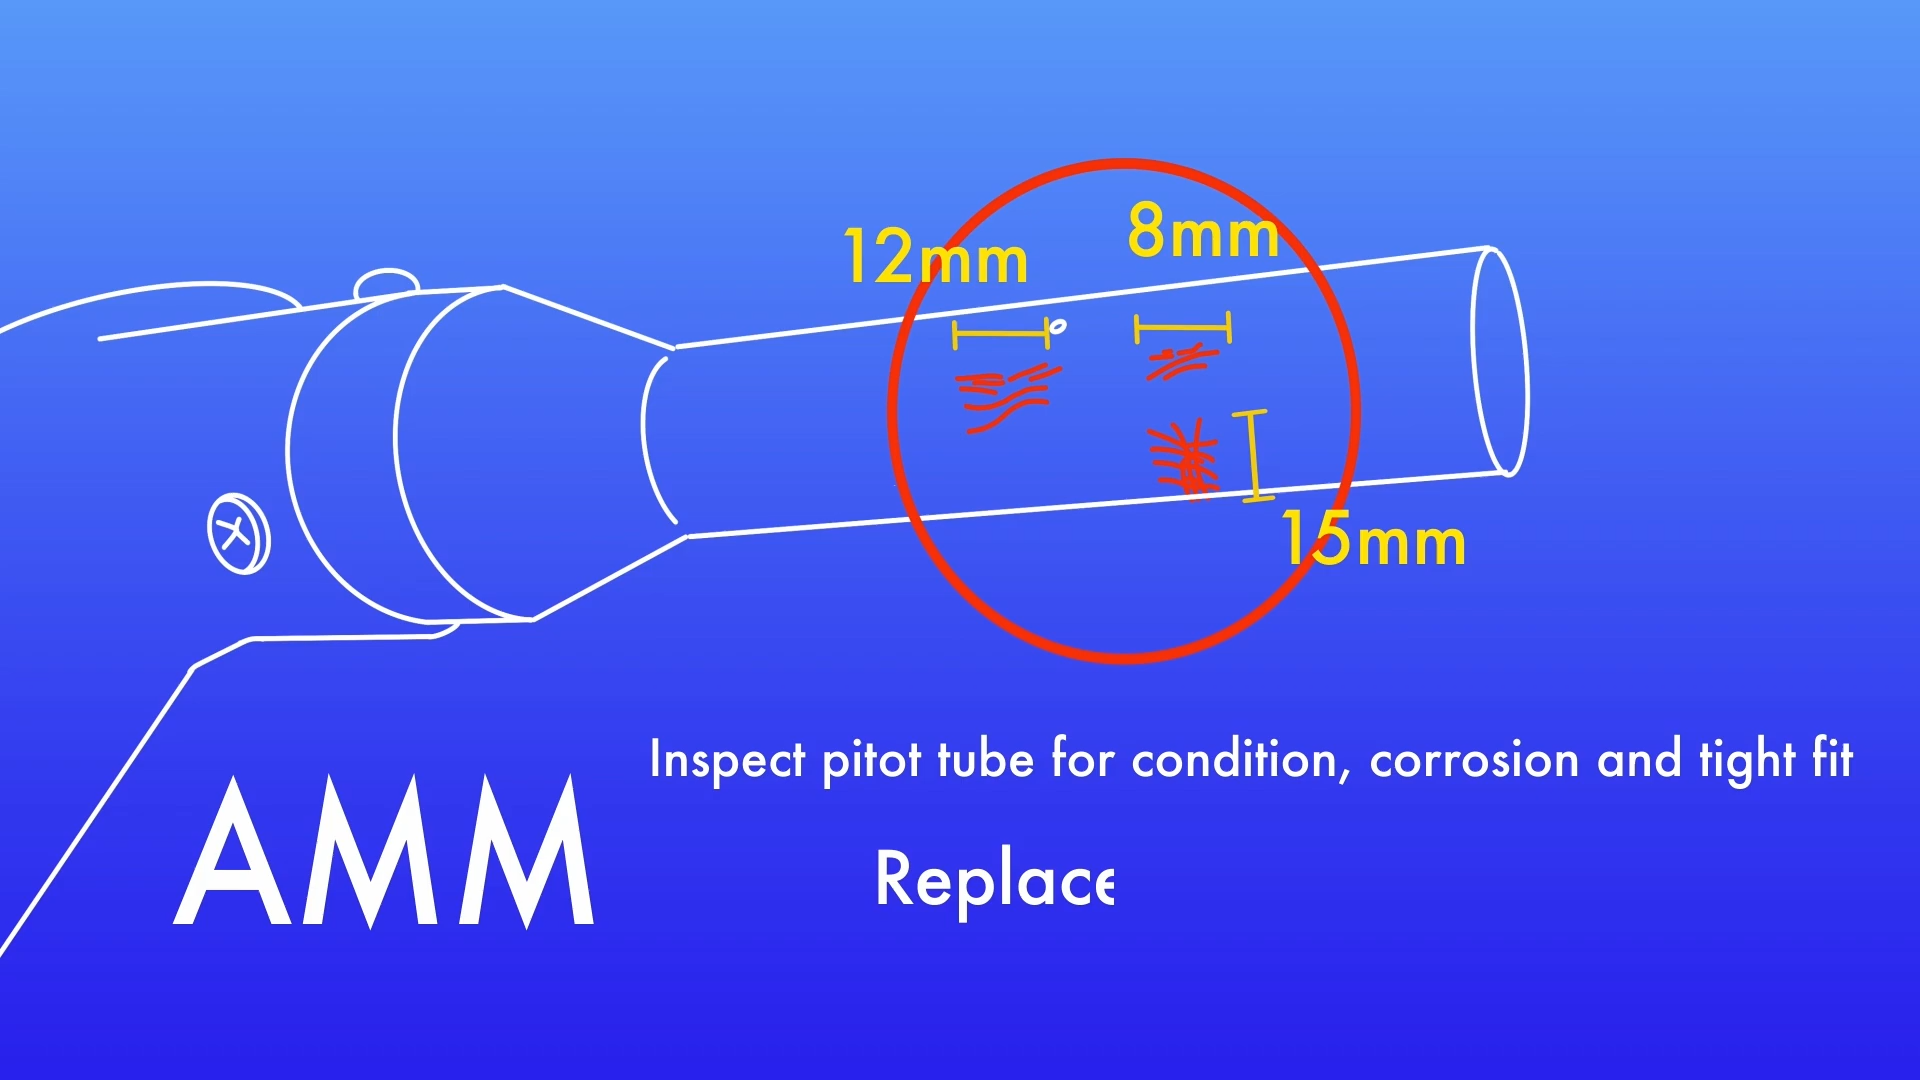 12mm
8mm
15mm
Inspect pitot tube for condition, corrosion and tight fit
AMM
Replace